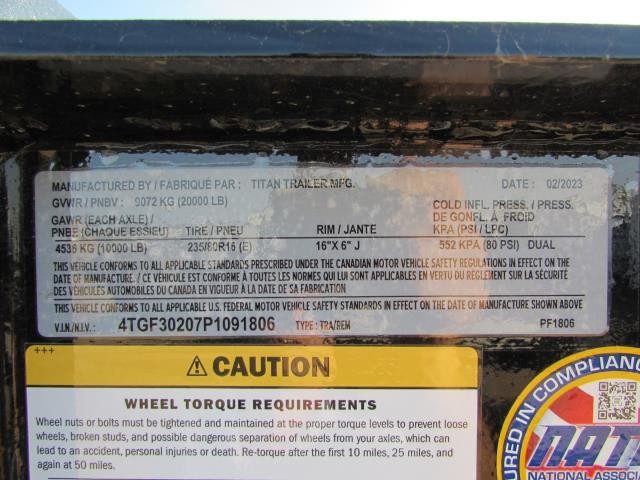 MANUFACTURED BY / FABRIQUÉ PAR : TITAN TRAILER MFG. DATE : 02/2023
GVWR / PNBV : 9072 KG (20000 LB)
GAWR (EACH AXLE) / COLD INFL. PRESS. / PRESS.
PNBE (CHAQUE ESSIEU) TIRE / PNEU RIM / JANTE DE GONFL. À FROID
KPA (PSI / LPC)
4536 KG (10000 LB) 235/80R16 (E) 16"X 6" J 552 KPA (80 PSI) DUAL
THIS VEHICLE CONFORMS TO ALL APPLICABLE STANDARDS PRESCRIBED UNDER THE CANADIAN MOTOR VEHICLE SAFETY REGULATIONS IN EFFECT ON THE
DATE OF MANUFACTURE / CE VÉHICULE EST CONFORME À TOUTES LES NORMES QUI LUI SONT APPLICABLES EN VERTU DU RÈGLEMENT SUR LA SÉCURITÉ
DES VÉHICULES AUTOMOBILES DU CANADA EN VIGUEUR À LA DATE DE SA FABRICATION
THIS VEHICLE CONFORMS TO ALL APPLICABLE U.S. FEDERAL MOTOR VEHICLE SAFETY STANDARDS IN EFFECT ON THE DATE OF MANUFACTURE SHOWN ABOVE.
V.I.N./N.I.V. : 4TGF30207P1091806 TYPE: TRA/REM PF1806
+++
CAUTION
WHEEL TORQUE REQUIREMENTS
Wheel nuts or bolts must be tightened and maintained at the proper torque levels to prevent loose
wheels, broken studs, and possible dangerous separation of wheels from your axles, which can
lead to an accident, personal injuries or death. Re-torque after the first 10 miles, 25 miles, and
again at 50 miles.
URED IN COMPLIANC
NAT
NATIONAL ASSOC